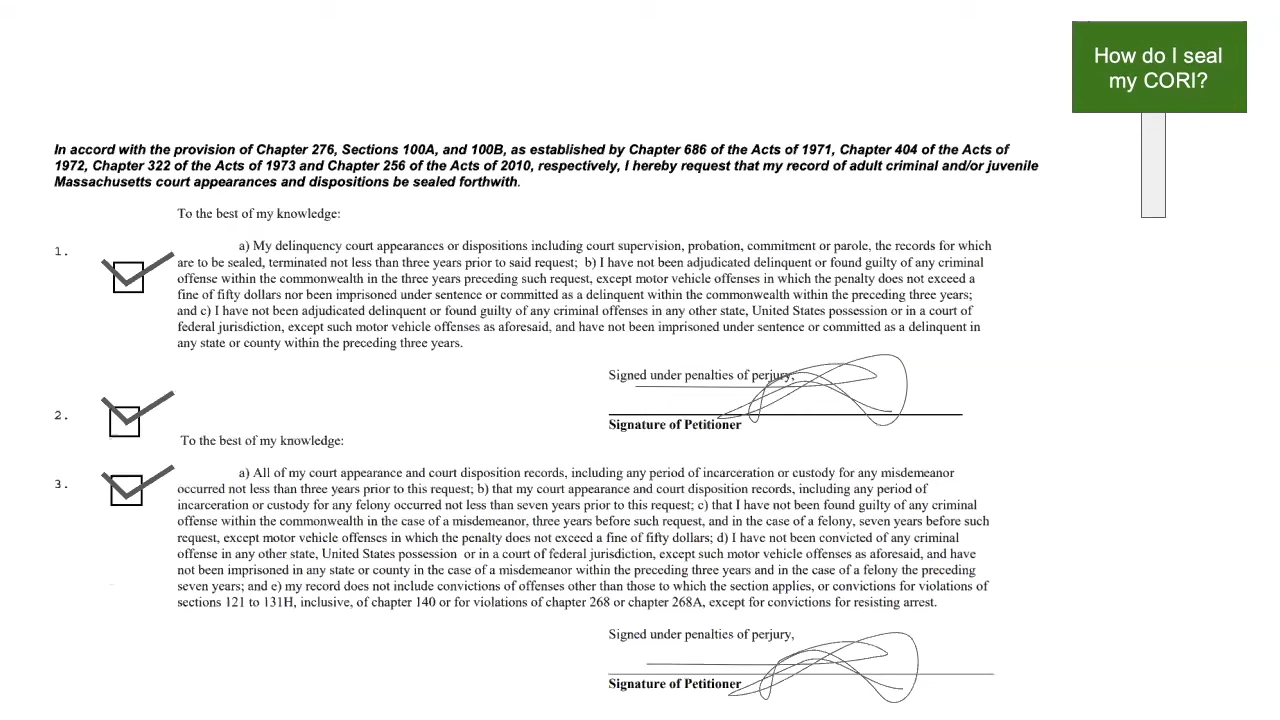 How do I seal
my CORI?
In accord with the provision of Chapter 276, Sections 100A, and 100B, as established by Chapter 686 of the Acts of 1971, Chapter 404 of the Acts of
1972, Chapter 322 of the Acts of 1973 and Chapter 256 of the Acts of 2010, respectively, I hereby request that my record of adult criminal and/or juvenile
Massachusetts court appearances and dispositions be sealed forthwith.
To the best of my knowledge:
1.
a) My delinquency court appearances or dispositions including court supervision, probation, commitment or parole, the records for which
are to be sealed, terminated not less than three years prior to said request; b) I have not been adjudicated delinquent or found guilty of any criminal
offense within the commonwealth in the three years preceding such request, except motor vehicle offenses in which the penalty does not exceed a
fine of fifty dollars nor been imprisoned under sentence or committed as a delinquent within the commonwealth within the preceding three years;
and c) I have not been adjudicated delinquent or found guilty of any criminal offenses in any other state, United States possession or in a court of
federal jurisdiction, except such motor vehicle offenses as aforesaid, and have not been imprisoned under sentence or committed as a delinquent in
any state or county within the preceding three years.
Signed under penalties of perjury,
Signature of Petitioner
2.
To the best of my knowledge:
3.
a) All of my court appearance and court disposition records, including any period of incarceration or custody for any misdemeanor
occurred not less than three years prior to this request; b) that my court appearance and court disposition records, including any period of
incarceration or custody for any felony occurred not less than seven years prior to this request; c) that I have not been found guilty of any criminal
offense within the commonwealth in the case of a misdemeanor, three years before such request, and in the case of a felony, seven years before such
request, except motor vehicle offenses in which the penalty does not exceed a fine of fifty dollars; d) I have not been convicted of any criminal
offense in any other state, United States possession or in a court of federal jurisdiction, except such motor vehicle offenses as aforesaid, and have
not been imprisoned in any state or county in the case of a misdemeanor within the preceding three years and in the case of a felony the preceding
seven years; and e) my record does not include convictions of offenses other than those to which the section applies, or convictions for violations of
sections 121 to 131H, inclusive, of chapter 140 or for violations of chapter 268 or chapter 268A, except for convictions for resisting arrest.
Signed under penalties of perjury,
Signature of Petitioner